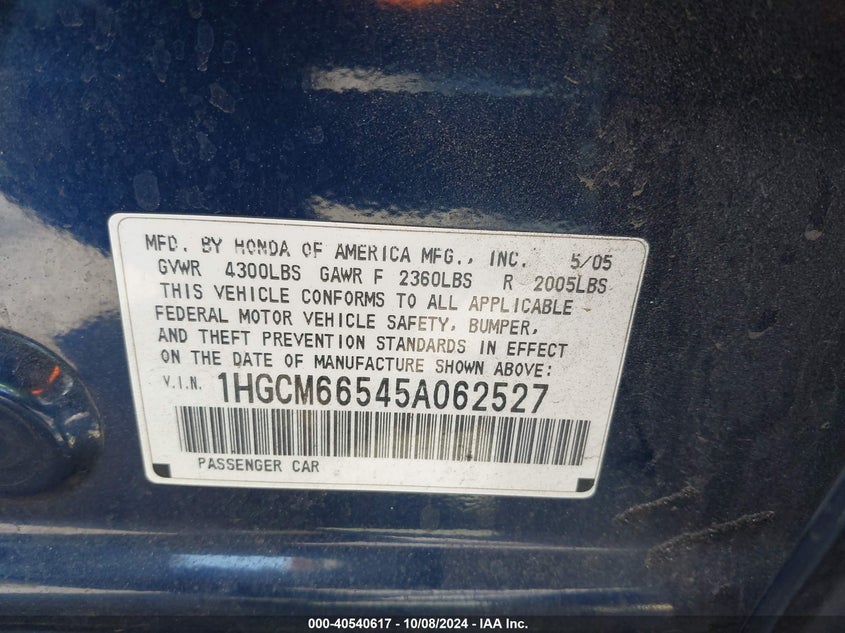 MFD. BY HONDA OF AMERICA MFG., INC. 5/05
GVWR 4300LBS GAWR F 2360LBS R 2005LBS
THIS VEHICLE CONFORMS TO ALL APPLICABLE
FEDERAL MOTOR VEHICLE SAFETY, BUMPER,
AND THEFT PREVENTION STANDARDS IN EFFECT
ON THE DATE OF MANUFACTURE SHOWN ABOVE:
V.I.N. 1HGCM66545A062527
PASSENGER CAR
000-40540617 - 10/08/2024 - IAA Inc.